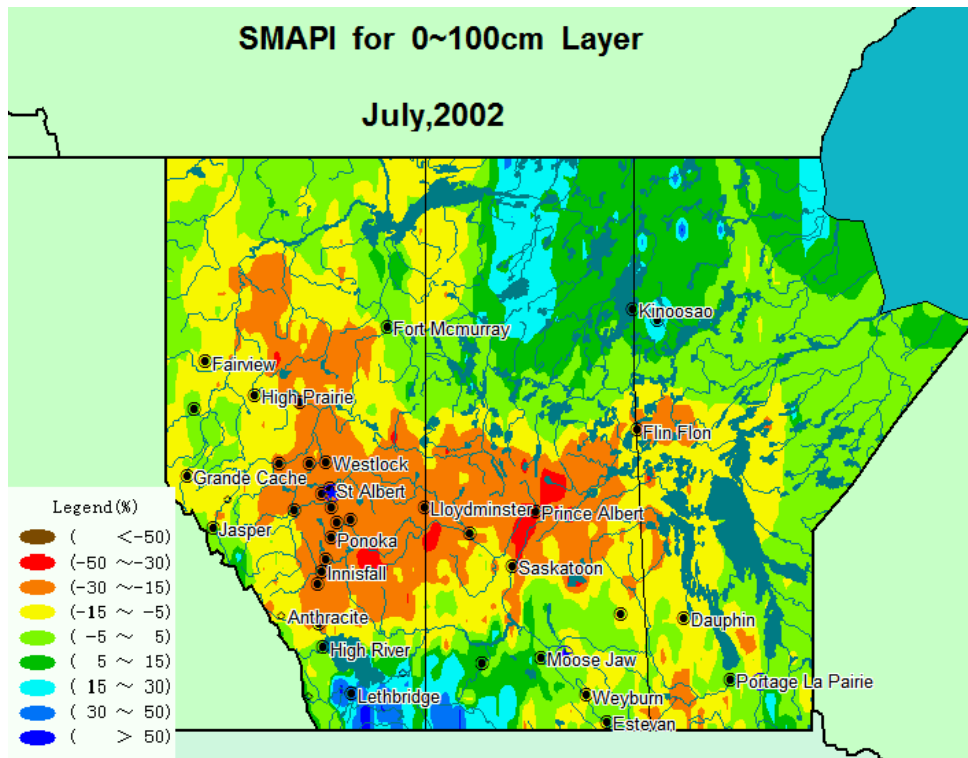 SMAPI for 0~100cm Layer
July,2002
Kinoosao
Fort Mcmurray
Fairview
High Prairie
Flin Flon
Westlock
Grande Cache
St Albert
Lloydminster
Prince Albert
Jasper
Ponoka
Saskatoon
Innisfall
Anthracite
Dauphin
High River
Moose Jaw
Portage La Pairie
Lethbridge
Weyburn
Estevan
Legend(%)
( <-50)
(-50 ~-30)
(-30 ~-15)
(-15 ~ -5)
( -5 ~ 5)
( 5 ~ 15)
( 15 ~ 30)
( 30 ~ 50)
( > 50)